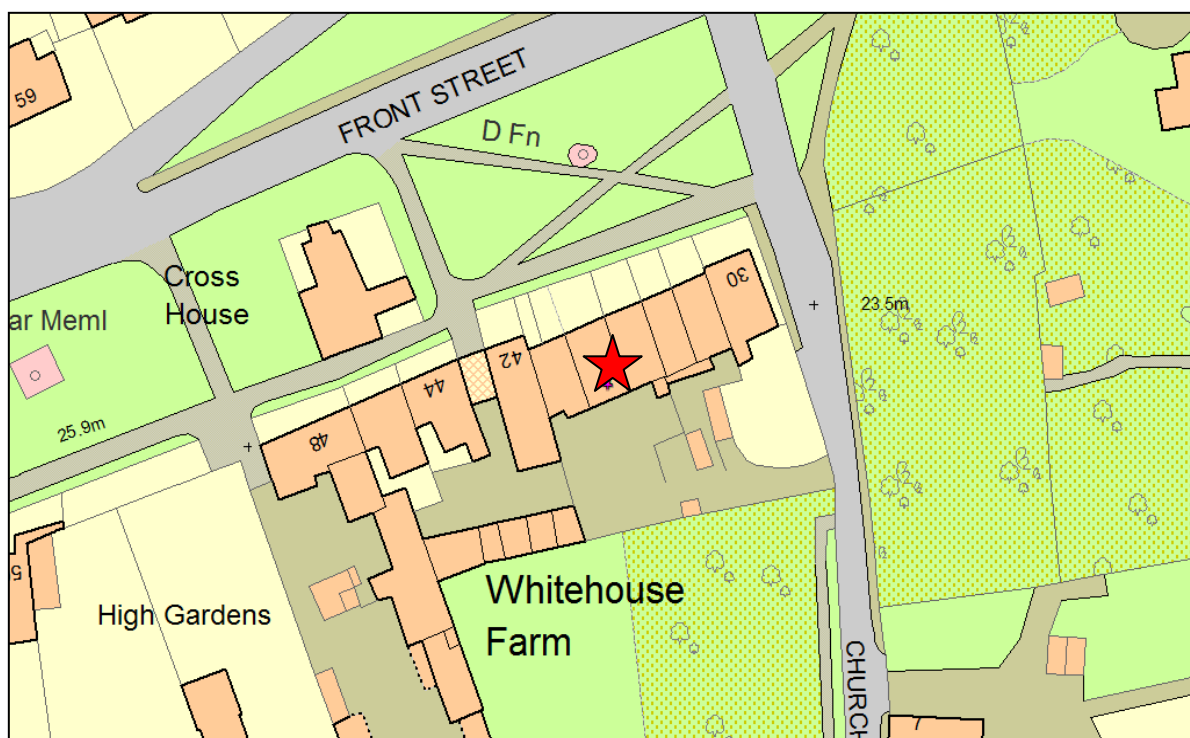 59
FRONT STREET
D Fn
Cross
House
ar Meml
30
23.5m
42
44
48
25.9m
5
High Gardens
Whitehouse
Farm
CHURCH
7